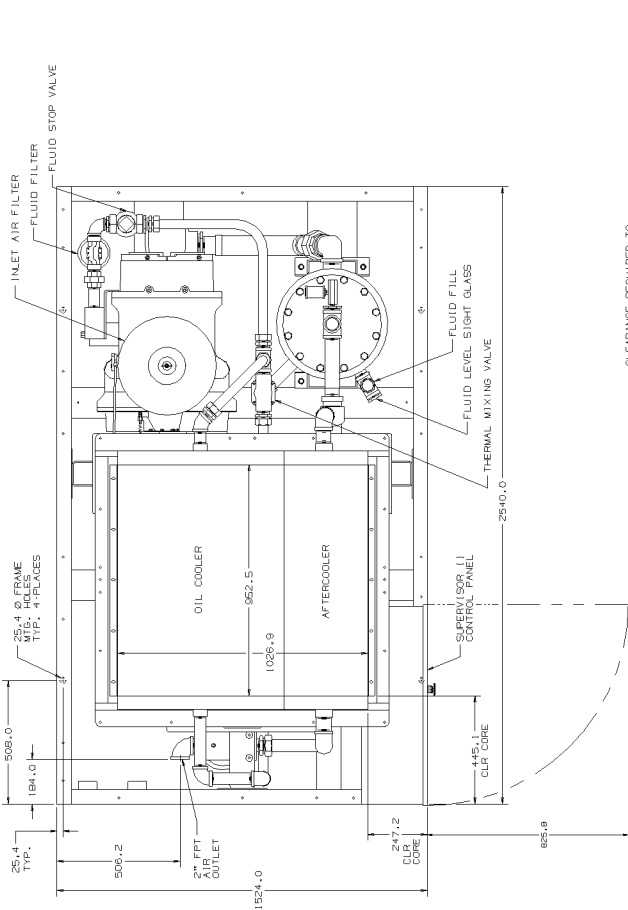 INLET AIR FILTER
FLUID FILTER
FLUID STOP VALVE
25.4 Ø FRAME
MTG. HOLES
TYP. 4-PLACES
508.0
184.0
25.4
TYP.
506.2
2" FPT
AIR
OUTLET
1524.0
OIL COOLER
952.5
1026.9
AFTERCOOLER
FLUID FILL
FLUID LEVEL SIGHT GLASS
THERMAL MIXING VALVE
2540.0
SUPERVISOR II
CONTROL PANEL
445.1
CLR CORE
247.2
CLR
CORE
825.8
CLEARANCE REQUIRED TO